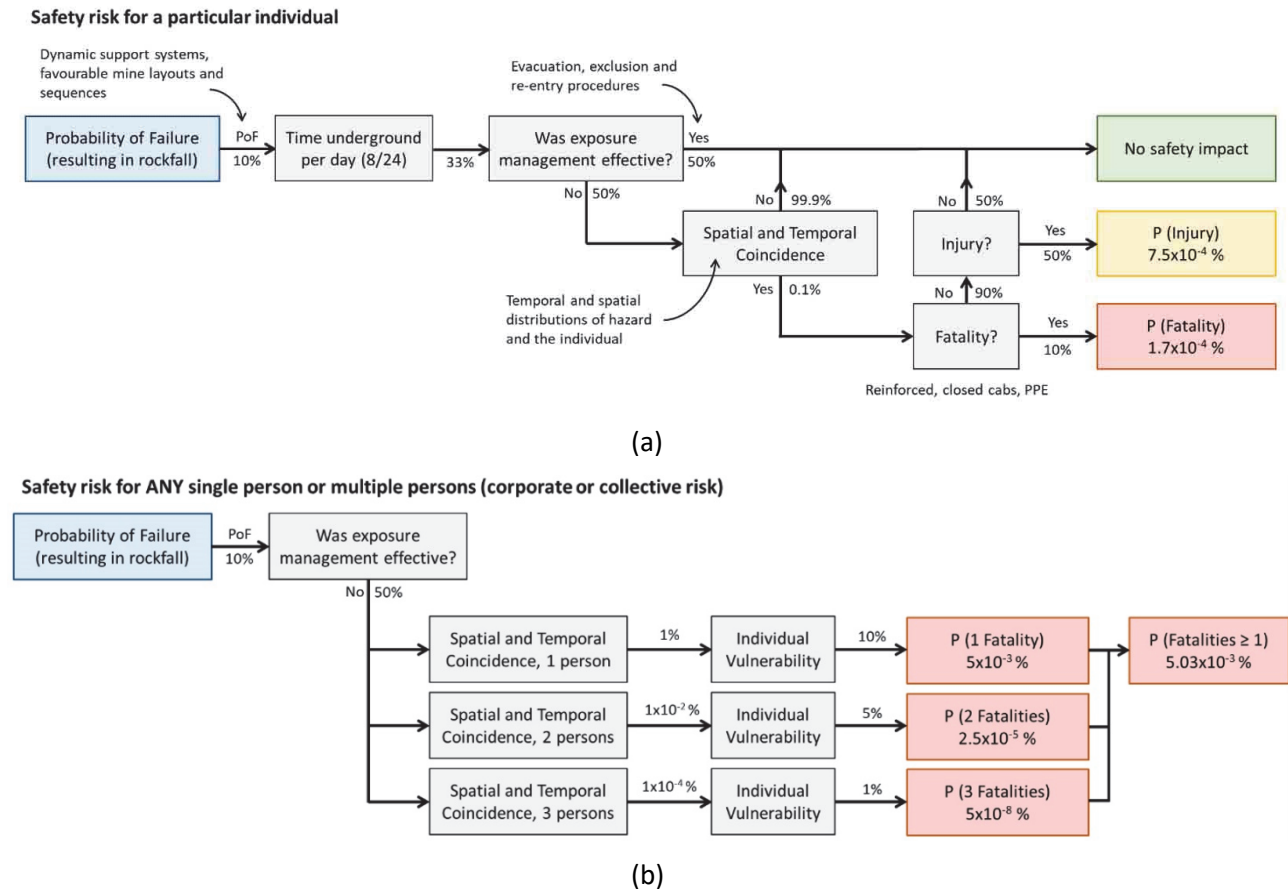 Safety risk for a particular individual
Dynamic support systems,
favourable mine layouts and
sequences
Evacuation, exclusion and
re-entry procedures
Probability of Failure
(resulting in rockfall)
PoF
10%
Time underground
per day (8/24)
33%
Was exposure
management effective?
Yes
50%
No safety impact
No 50%
No 99.9%
No 50%
Spatial and Temporal
Coincidence
Injury?
Yes
50%
P (Injury)
7.5x10⁻⁴ %
Yes 0.1%
No 90%
Temporal and spatial
distributions of hazard
and the individual
Fatality?
Yes
10%
P (Fatality)
1.7x10⁻⁴ %
Reinforced, closed cabs, PPE
(a)
Safety risk for ANY single person or multiple persons (corporate or collective risk)
Probability of Failure
(resulting in rockfall)
PoF
10%
Was exposure
management effective?
No 50%
Spatial and Temporal
Coincidence, 1 person
1%
Individual
Vulnerability
10%
P (1 Fatality)
5x10⁻³ %
P (Fatalities ≥ 1)
5.03x10⁻³ %
Spatial and Temporal
Coincidence, 2 persons
1x10⁻² %
Individual
Vulnerability
5%
P (2 Fatalities)
2.5x10⁻⁵ %
Spatial and Temporal
Coincidence, 3 persons
1x10⁻⁴ %
Individual
Vulnerability
1%
P (3 Fatalities)
5x10⁻⁸ %
(b)